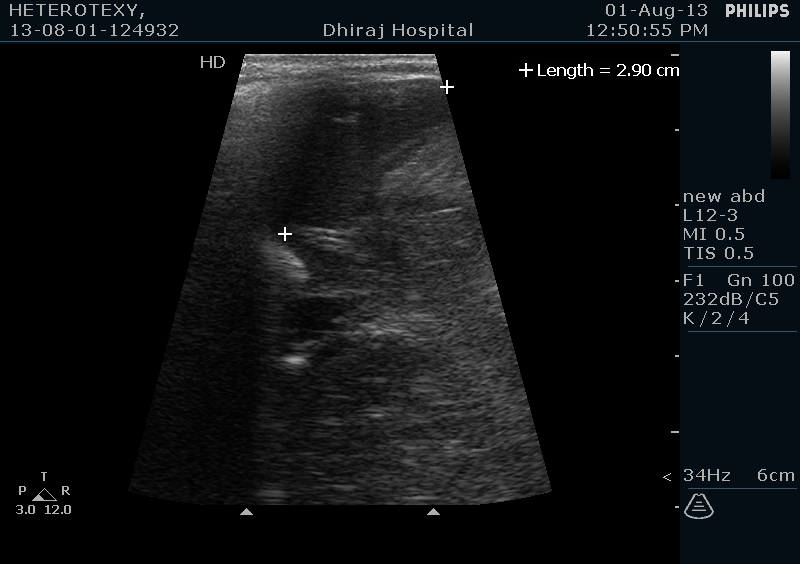 HETEROTEXY,
13-08-01-124932
Dhiraj Hospital
01-Aug-13
12:50:55 PM
PHILIPS
HD
Length = 2.90 cm
new abd
L12-3
MI 0.5
TIS 0.5
F1 Gn 100
232dB/C5
K/2/4
34Hz 6cm
T
P R
3.0 12.0